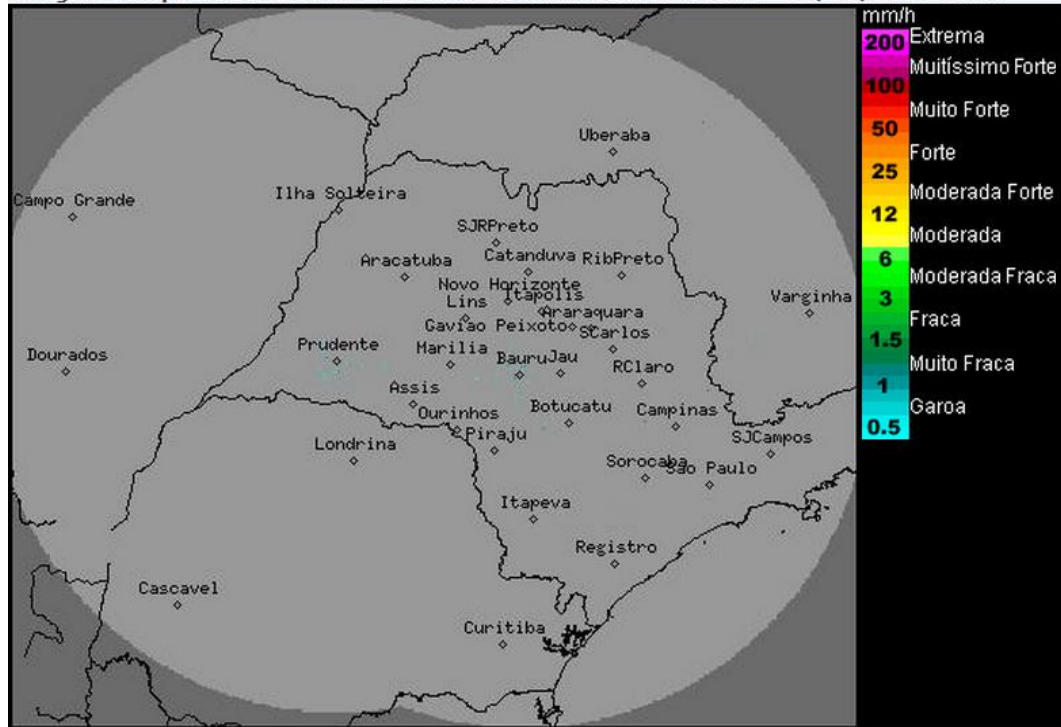 mm/h
200 Extrema
Muitíssimo Forte
100
Muito Forte
50
Forte
25
Moderada Forte
12
Moderada
6
Moderada Fraca
3
Fraca
1.5
Muito Fraca
1
Garoa
0.5
Uberaba
Campo Grande
Ilha Solteira
SJRPreto
Catanduva
RibPreto
Aracatuba
Novo Horizonte
Itapolis
Varginha
Lins
Araraquara
Gaviao Peixoto
SCarlos
Prudente
Marilia
Bauru
Jau
Dourados
RClaro
Assis
Ourinhos
Botucatu
Campinas
Londrina
Piraju
SJCampos
Sorocaba
Sao Paulo
Itapeva
Registro
Cascavel
Curitiba